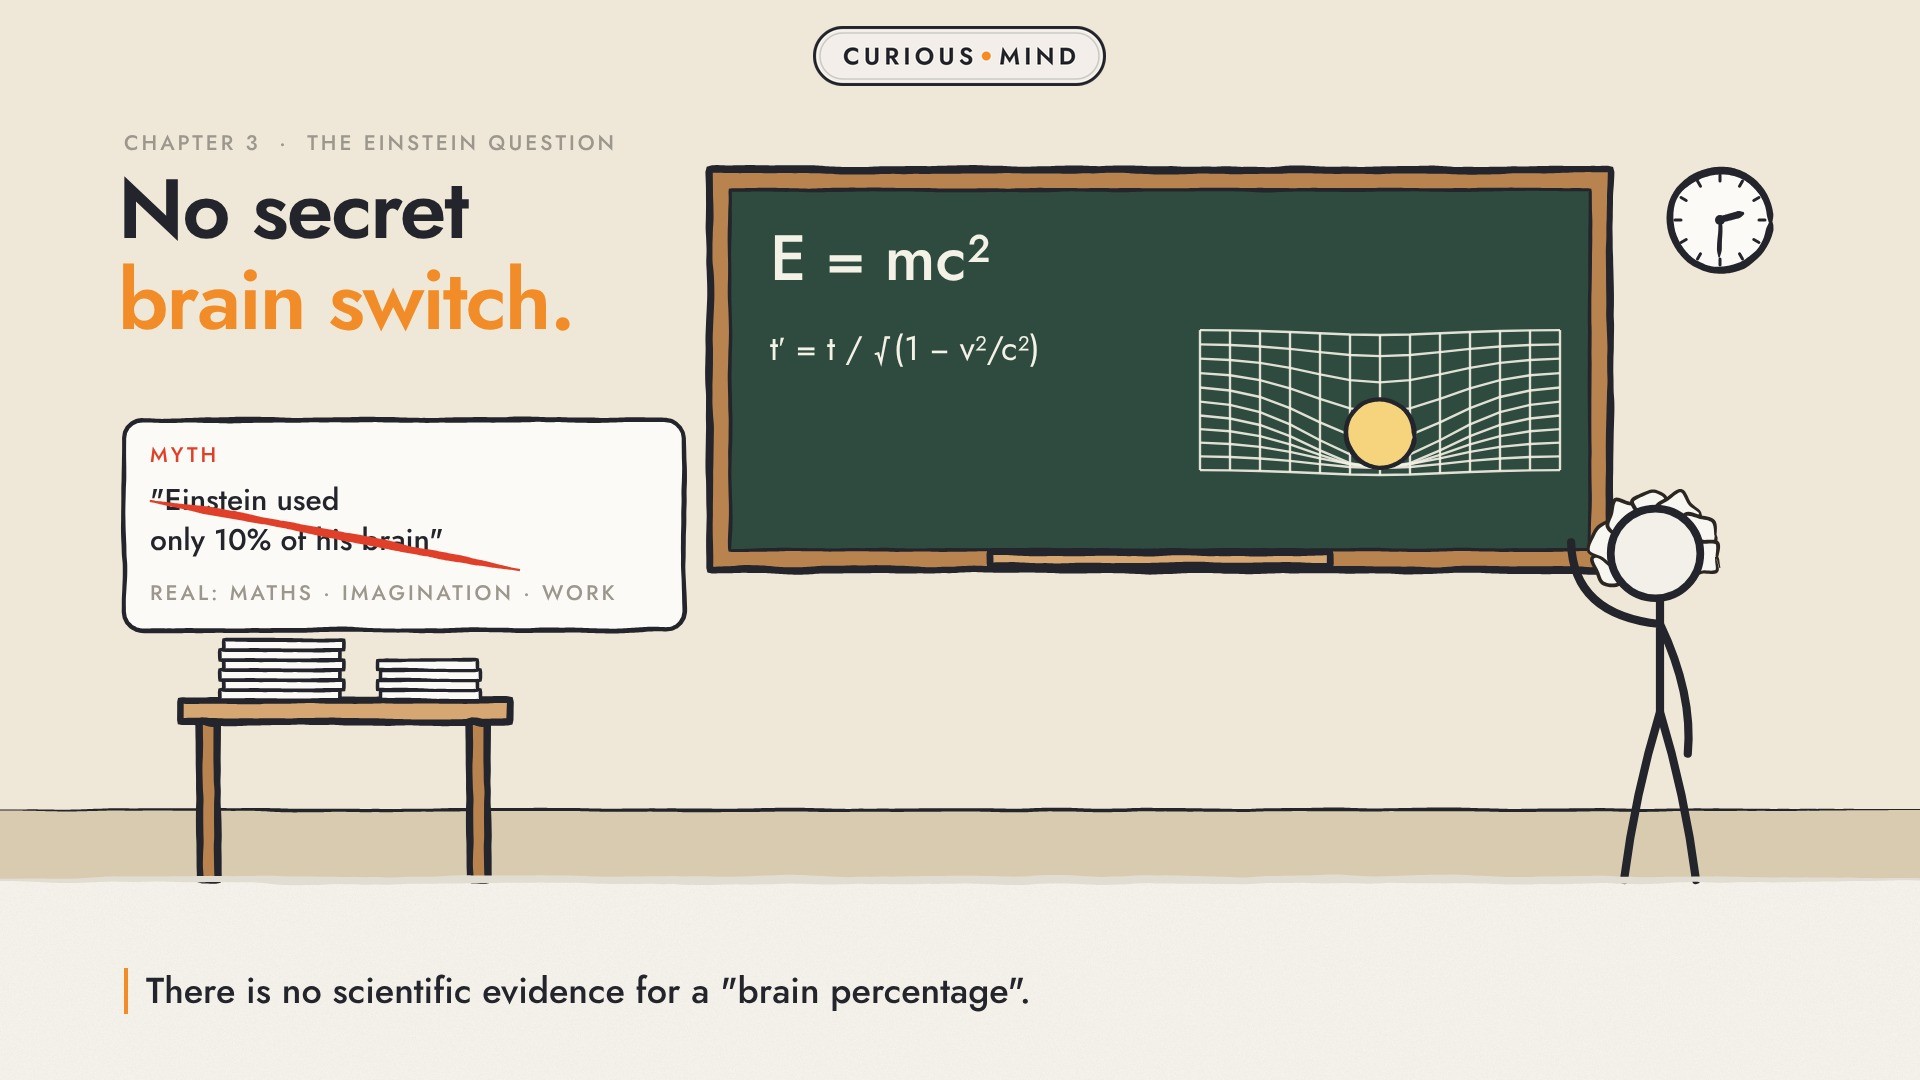 CURIOUS • MIND
CHAPTER 3 · THE EINSTEIN QUESTION
No secret
brain switch.
E = mc²
t' = t / √(1 – v²/c²)
MYTH
"Einstein used
only 10% of his brain"
REAL: MATHS · IMAGINATION · WORK
There is no scientific evidence for a "brain percentage".